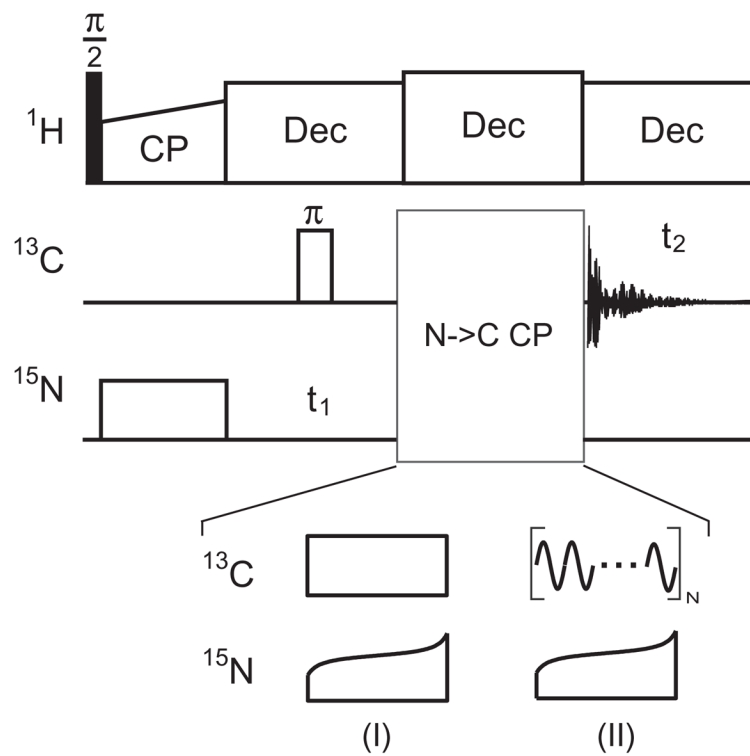 π
2
¹H
CP
Dec
Dec
Dec
¹³C
π
t₂
N->C CP
¹⁵N
t₁
¹³C
N
¹⁵N
(I)
(II)